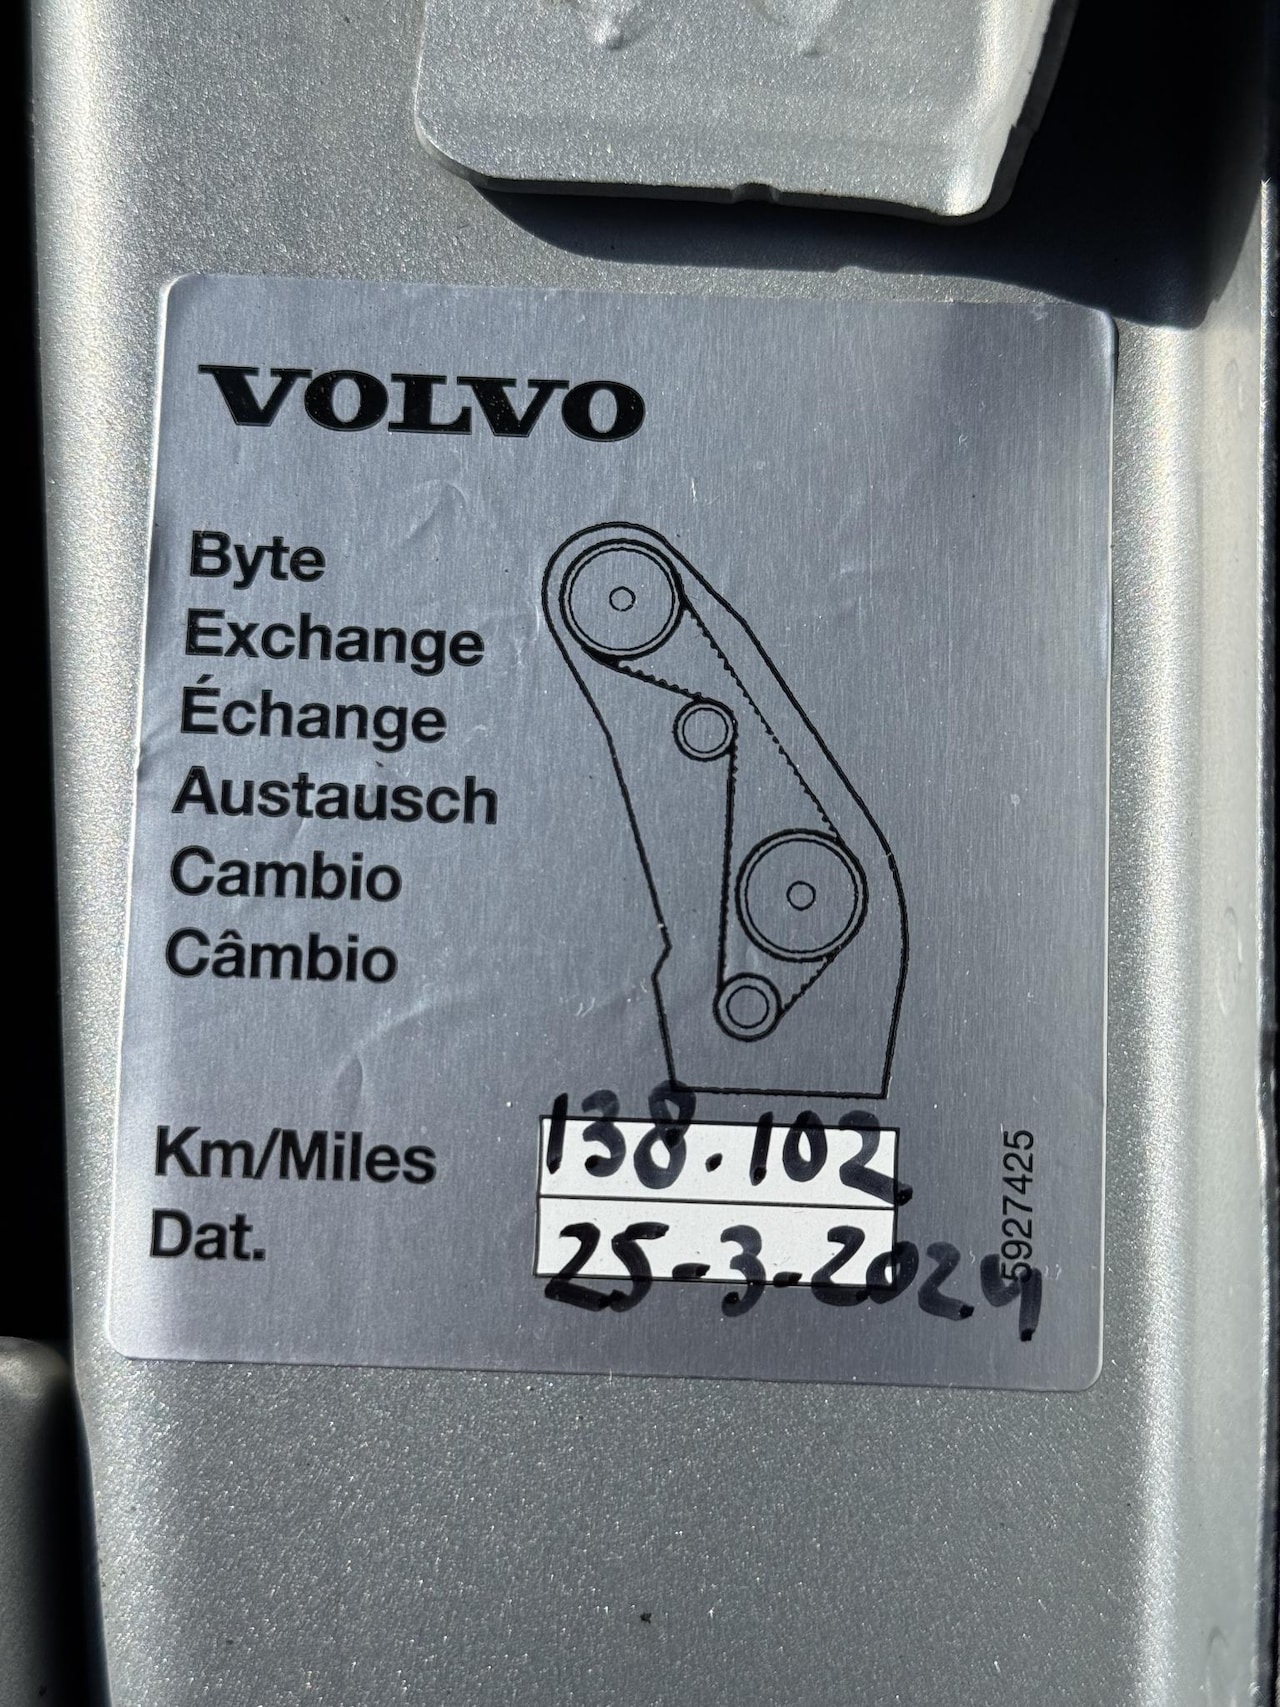 VOLVO
Byte
Exchange
Échange
Austausch
Cambio
Câmbio
Km/Miles 138.102
Dat. 25-3-2024
5927425